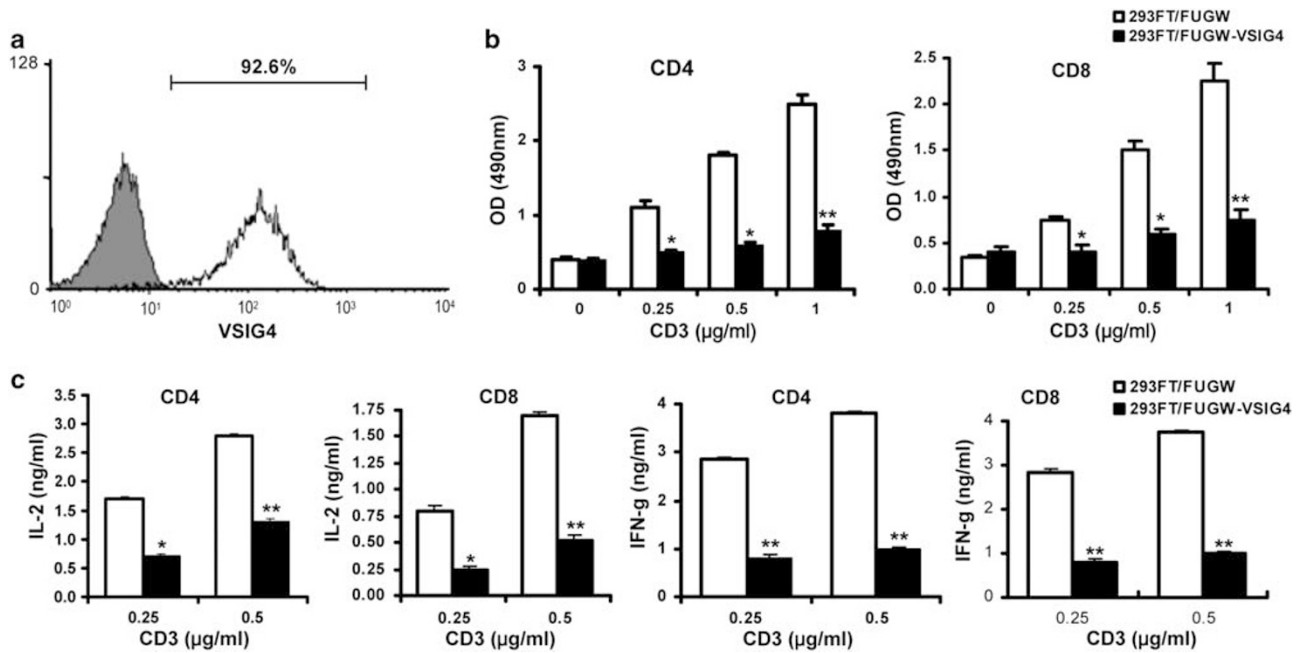 a
128
92.6%
0
10⁰ 10¹ 10² 10³ 10⁴
VSIG4
b
293FT/FUGW
293FT/FUGW-VSIG4
CD4
3
2
1
0
OD (490nm)
* * **
0 0.25 0.5 1
CD3 (µg/ml)
CD8
2.5
2.0
1.5
1.0
0.5
0.0
OD (490nm)
* * **
0 0.25 0.5 1
CD3 (µg/ml)
c
CD4
3.5
3.0
2.5
2.0
1.5
1.0
0.5
0.0
IL-2 (ng/ml)
* **
0.25 0.5
CD3 (µg/ml)
CD8
1.75
1.50
1.25
1.00
0.75
0.50
0.25
0.00
IL-2 (ng/ml)
* **
0.25 0.5
CD3 (µg/ml)
CD4
4
3
2
1
0
IFN-g (ng/ml)
** **
0.25 0.5
CD3 (µg/ml)
CD8
293FT/FUGW
293FT/FUGW-VSIG4
4
3
2
1
0
IFN-g (ng/ml)
** **
0.25 0.5
CD3 (µg/ml)